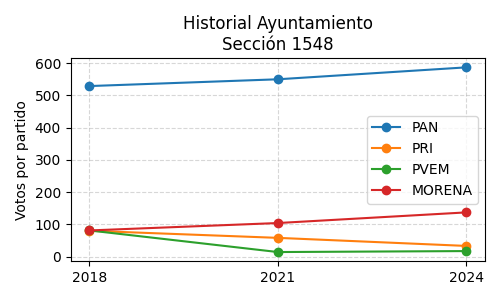 Historial Ayuntamiento
Sección 1548
Votos por partido
600
500
400
300
200
100
0
PAN
PRI
PVEM
MORENA
2018
2021
2024